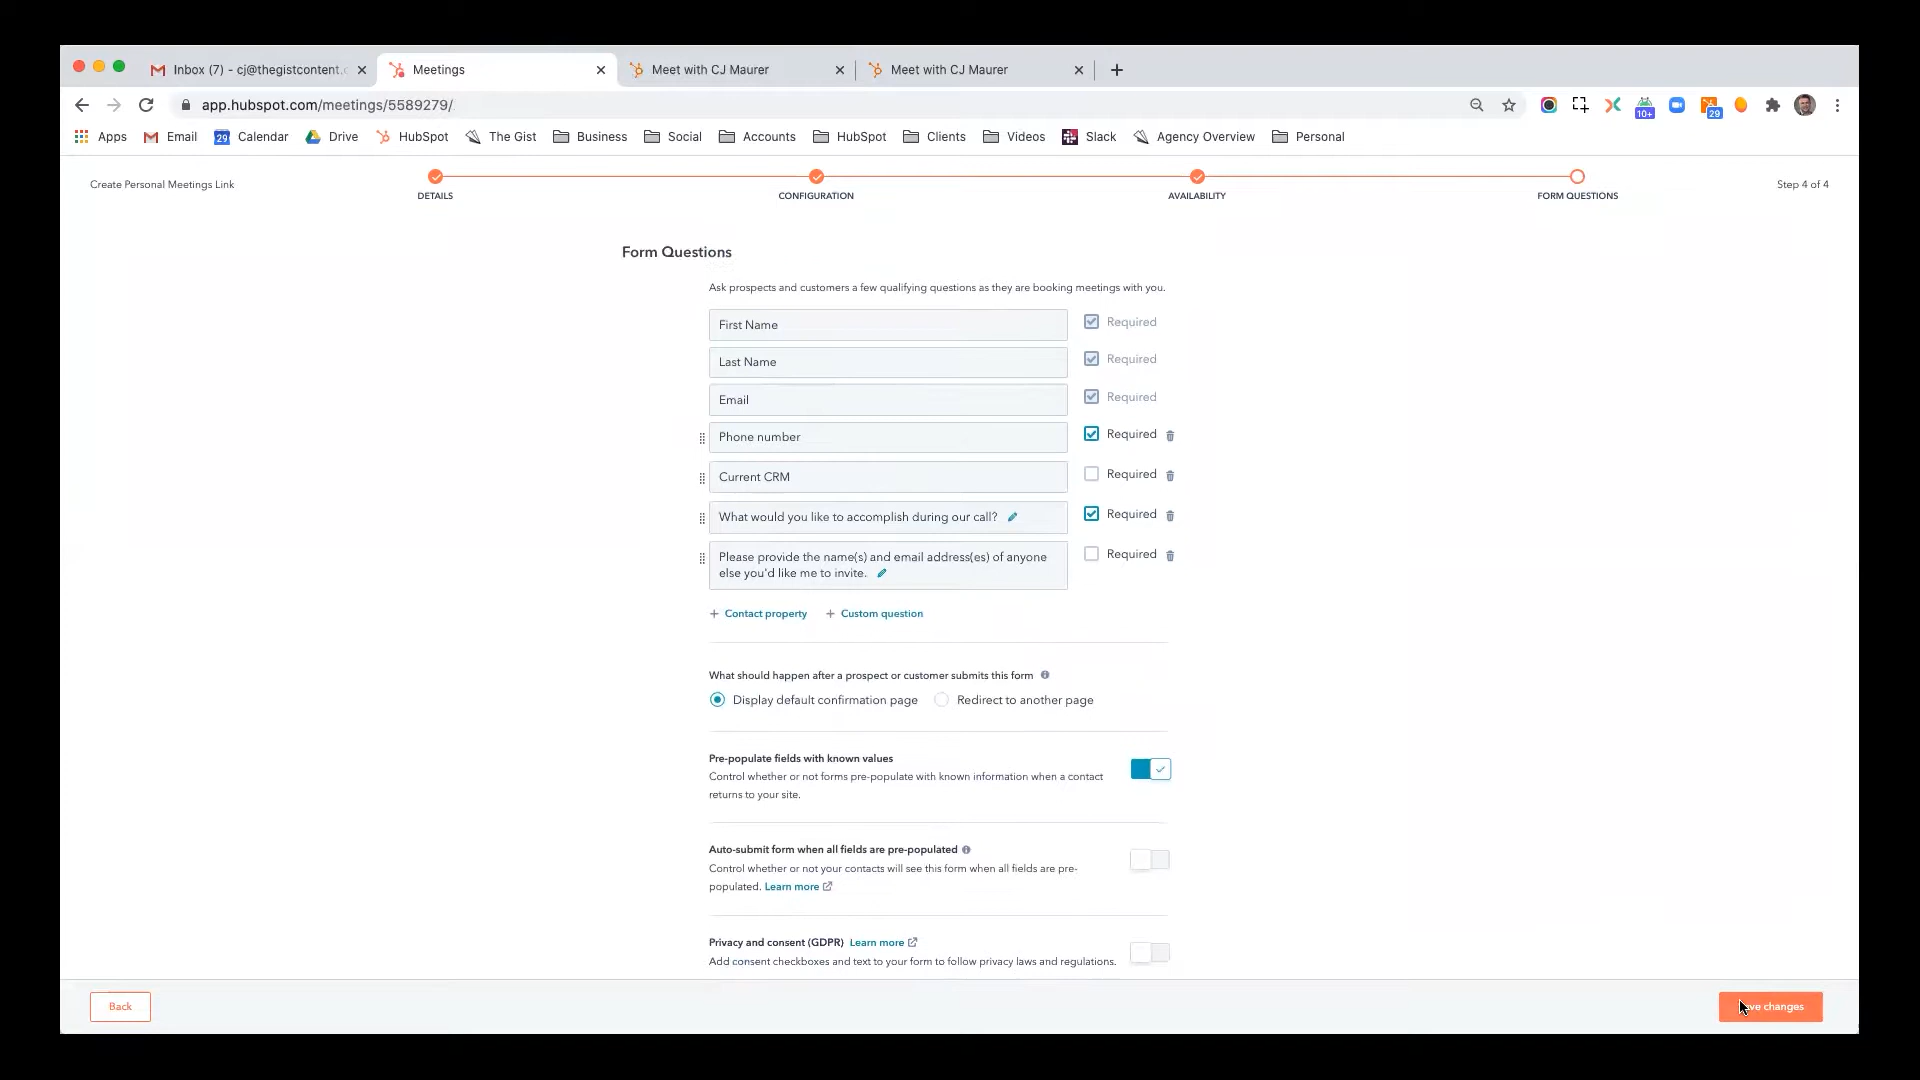 Inbox (7) - cj@thegistcontent.c
Meetings
Meet with CJ Maurer
Meet with CJ Maurer
app.hubspot.com/meetings/5589279/
10+
29
Apps
Email
29
Calendar
Drive
HubSpot
The Gist
Business
Social
Accounts
HubSpot
Clients
Videos
Slack
Agency Overview
Personal
Create Personal Meetings Link
DETAILS
CONFIGURATION
AVAILABILITY
FORM QUESTIONS
Step 4 of 4
Form Questions
Ask prospects and customers a few qualifying questions as they are booking meetings with you.
First Name
Required
Last Name
Required
Email
Required
Phone number
Required
Current CRM
Required
What would you like to accomplish during our call?
Required
Please provide the name(s) and email address(es) of anyone
else you'd like me to invite.
Required
+ Contact property
+ Custom question
What should happen after a prospect or customer submits this form
Display default confirmation page
Redirect to another page
Pre-populate fields with known values
Control whether or not forms pre-populate with known information when a contact
returns to your site.
Auto-submit form when all fields are pre-populated
Control whether or not your contacts will see this form when all fields are pre-
populated. Learn more
Privacy and consent (GDPR) Learn more
Add consent checkboxes and text to your form to follow privacy laws and regulations.
Back
changes